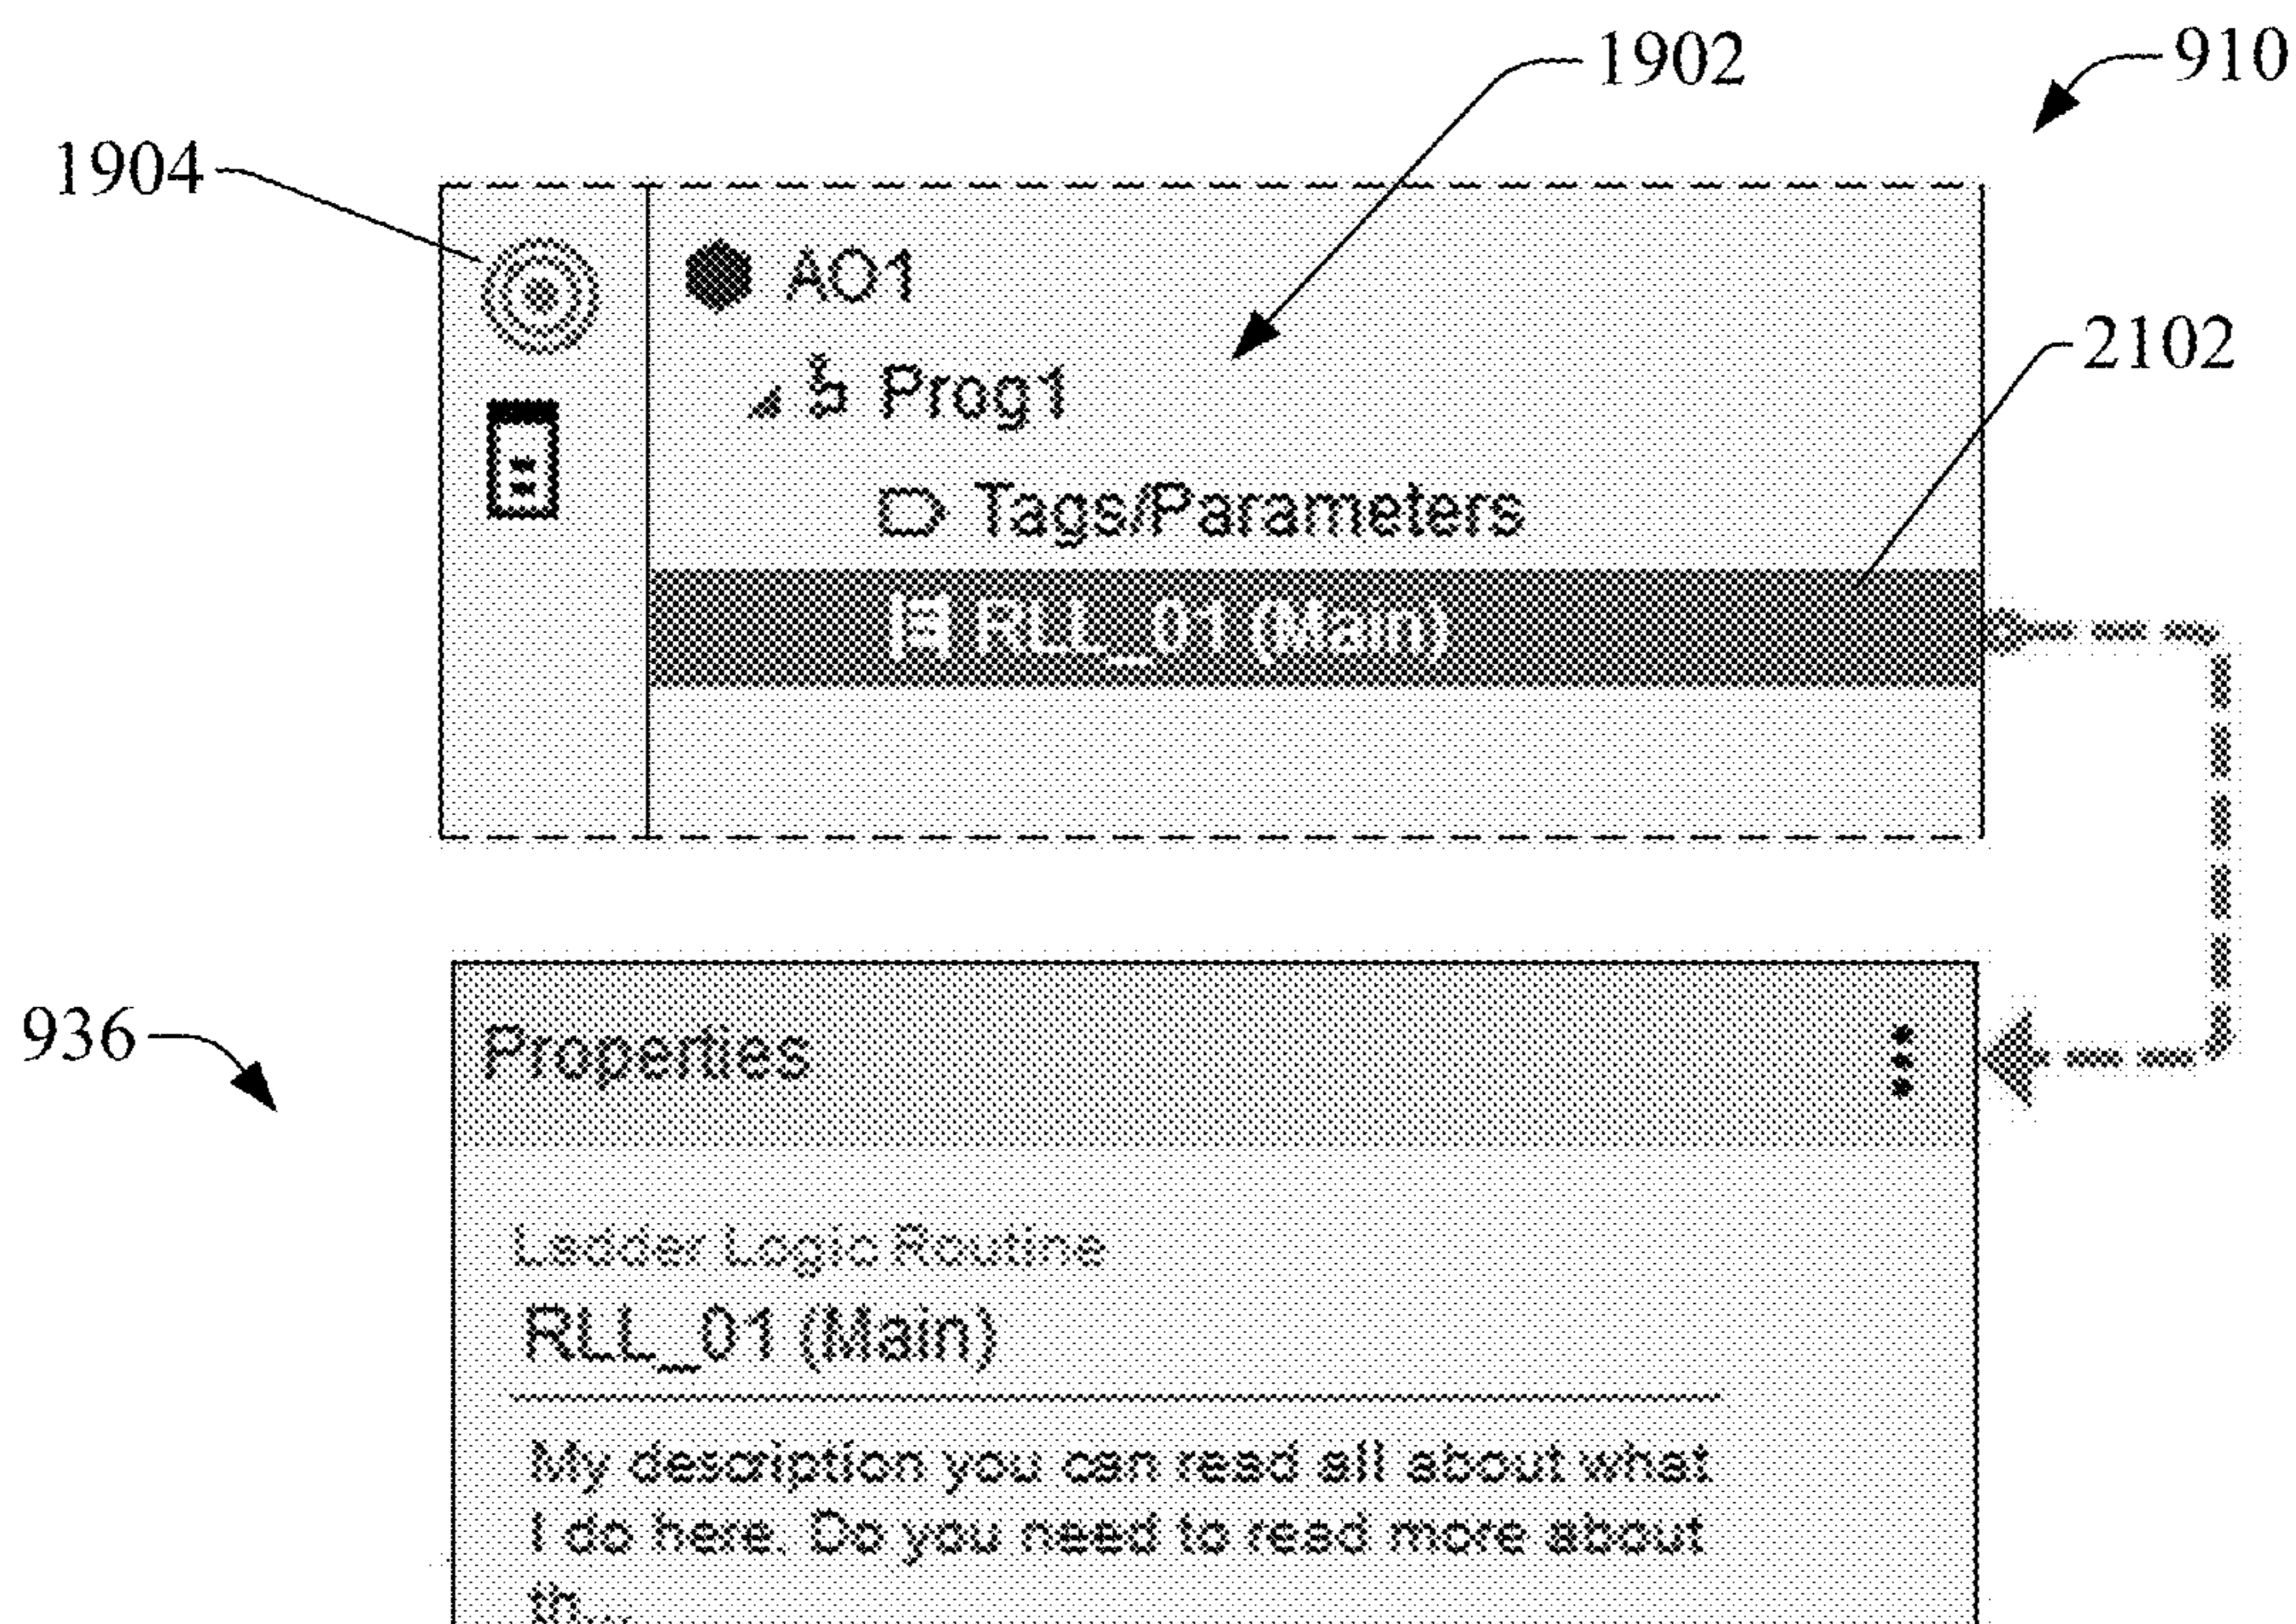 1902
910
1904
AO1
2102
Prog1
Tags/Parameters
RLL_01 (Main)
936
Properties
Ladder Logic Routine
RLL_01 (Main)
My description you can read all about what
I do here. Do you need to read more about
th...